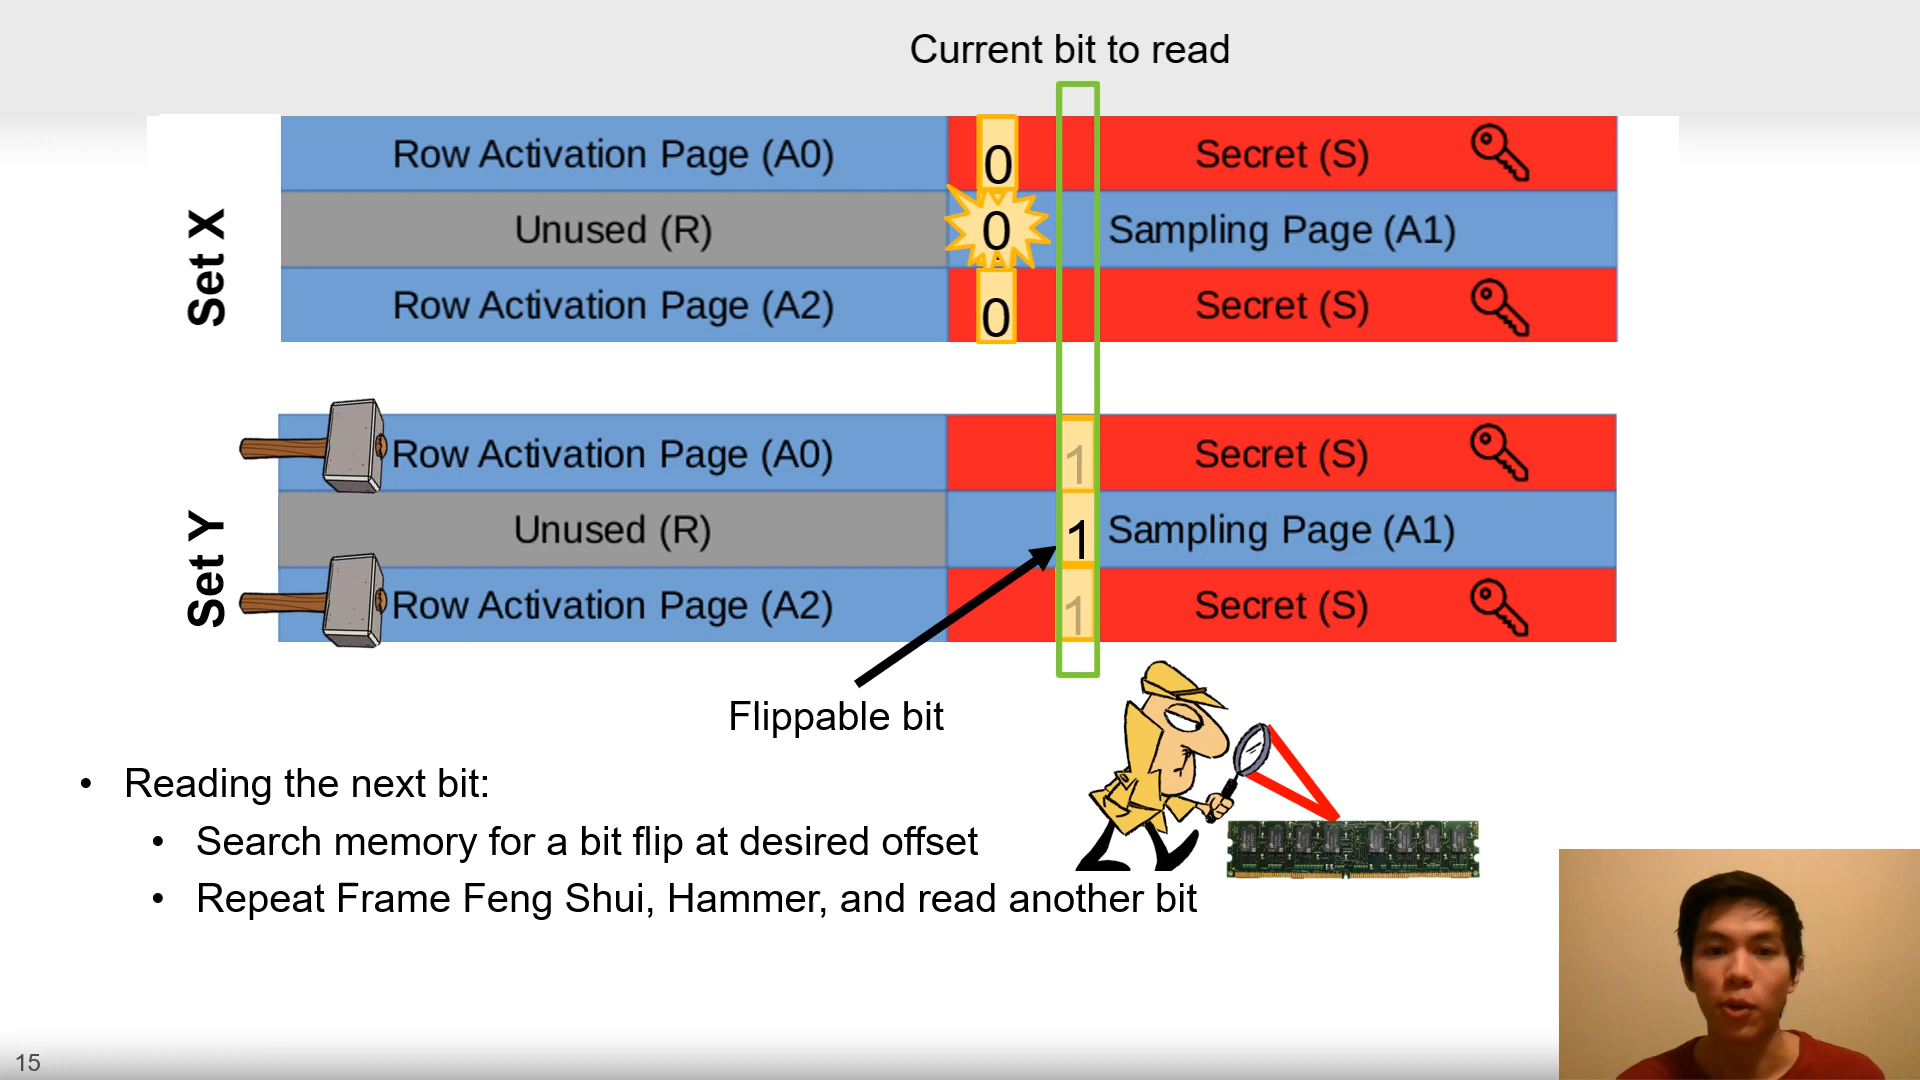 Current bit to read
Set X
Row Activation Page (A0)
0
Secret (S)
Unused (R)
0
Sampling Page (A1)
Row Activation Page (A2)
0
Secret (S)
Set Y
Row Activation Page (A0)
1
Secret (S)
Unused (R)
1
Sampling Page (A1)
Row Activation Page (A2)
1
Secret (S)
Flippable bit
• Reading the next bit:
• Search memory for a bit flip at desired offset
• Repeat Frame Feng Shui, Hammer, and read another bit
15